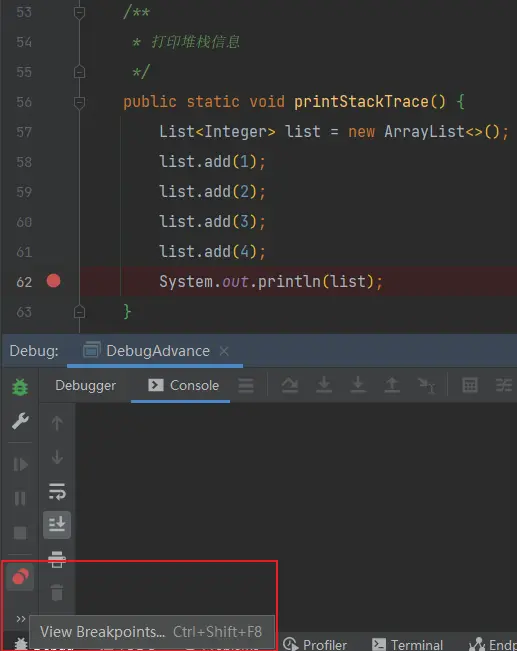 53 /**
54 * 打印堆栈信息
55 */
56 public static void printStackTrace() {
57 List<Integer> list = new ArrayList<>();
58 list.add(1);
59 list.add(2);
60 list.add(3);
61 list.add(4);
62 System.out.println(list);
63 }
Debug: DebugAdvance
Debugger Console
View Breakpoints... Ctrl+Shift+F8
Profiler Terminal